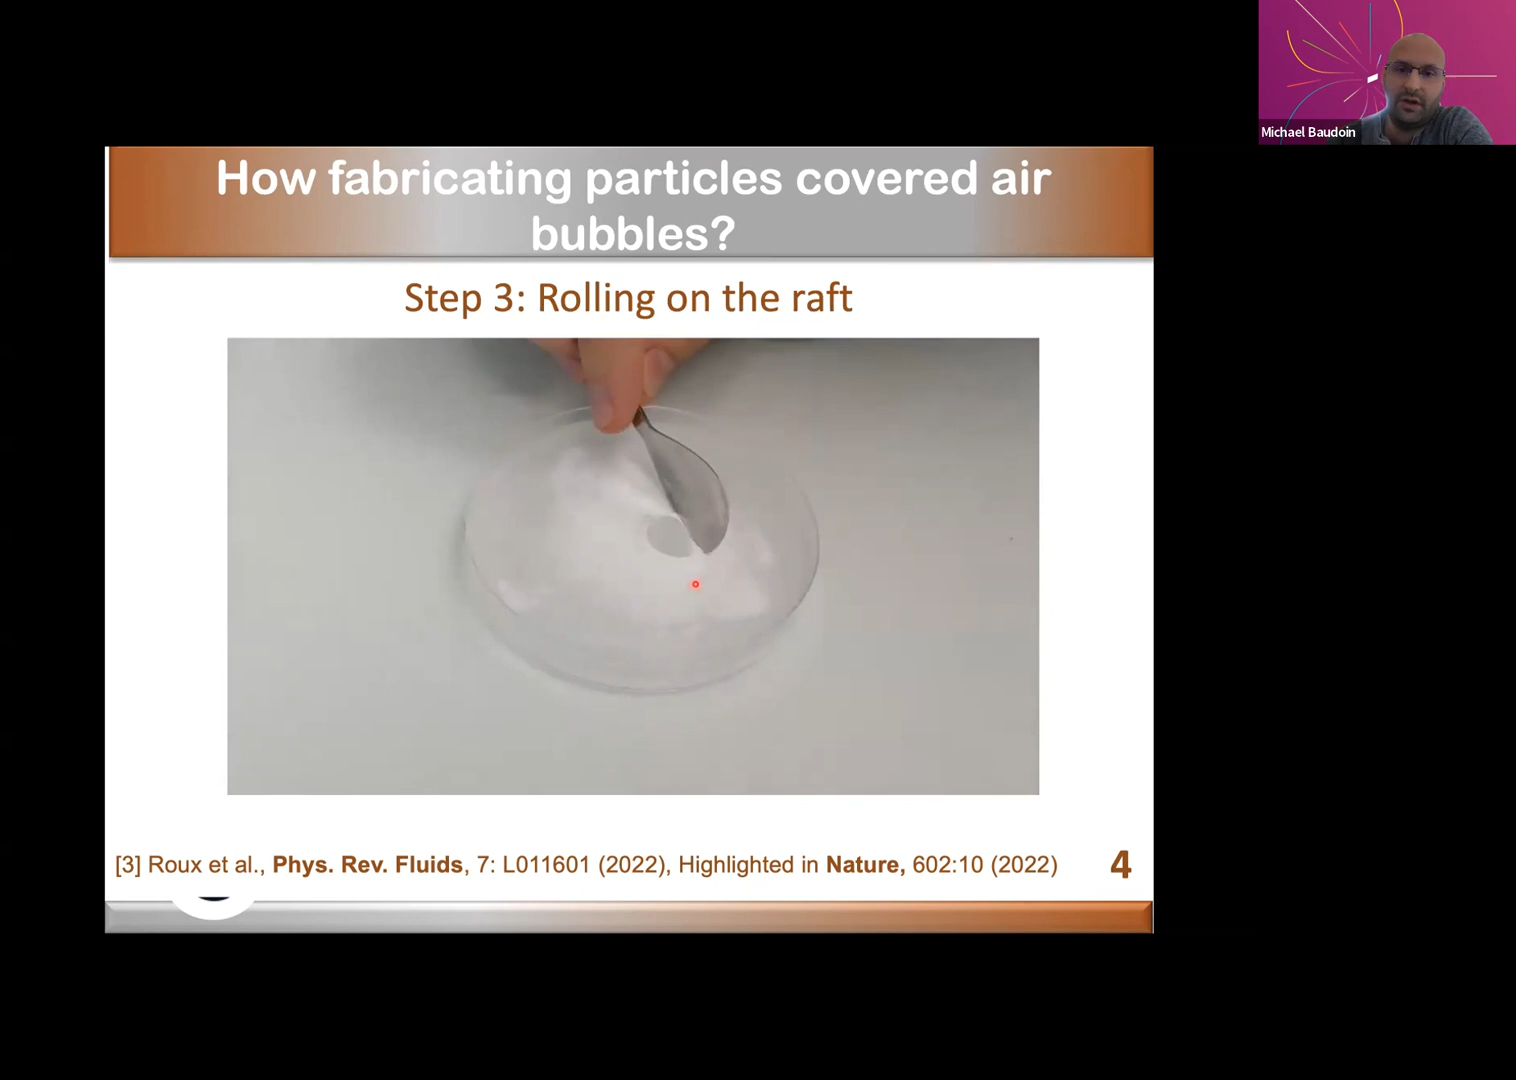 Michael Baudoin
How fabricating particles covered air
bubbles?
Step 3: Rolling on the raft
[3] Roux et al., Phys. Rev. Fluids, 7: L011601 (2022), Highlighted in Nature, 602:10 (2022)
4